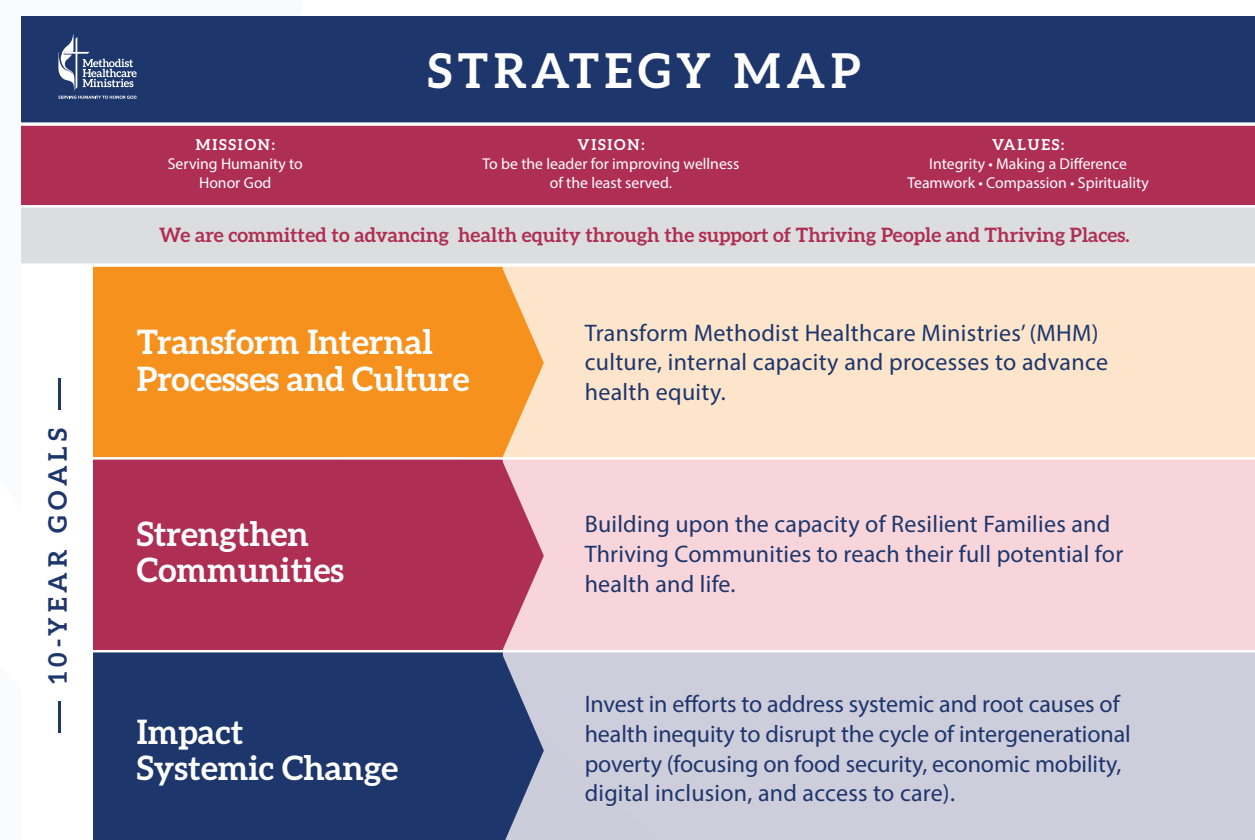 Methodist
Healthcare
Ministries
SERVING HUMANITY TO HONOR GOD
STRATEGY MAP
MISSION:
Serving Humanity to
Honor God
VISION:
To be the leader for improving wellness
of the least served.
VALUES:
Integrity • Making a Difference
Teamwork • Compassion • Spirituality
We are committed to advancing health equity through the support of Thriving People and Thriving Places.
10-YEAR GOALS
Transform Internal
Processes and Culture
Transform Methodist Healthcare Ministries’ (MHM)
culture, internal capacity and processes to advance
health equity.
Strengthen
Communities
Building upon the capacity of Resilient Families and
Thriving Communities to reach their full potential for
health and life.
Impact
Systemic Change
Invest in efforts to address systemic and root causes of
health inequity to disrupt the cycle of intergenerational
poverty (focusing on food security, economic mobility,
digital inclusion, and access to care).